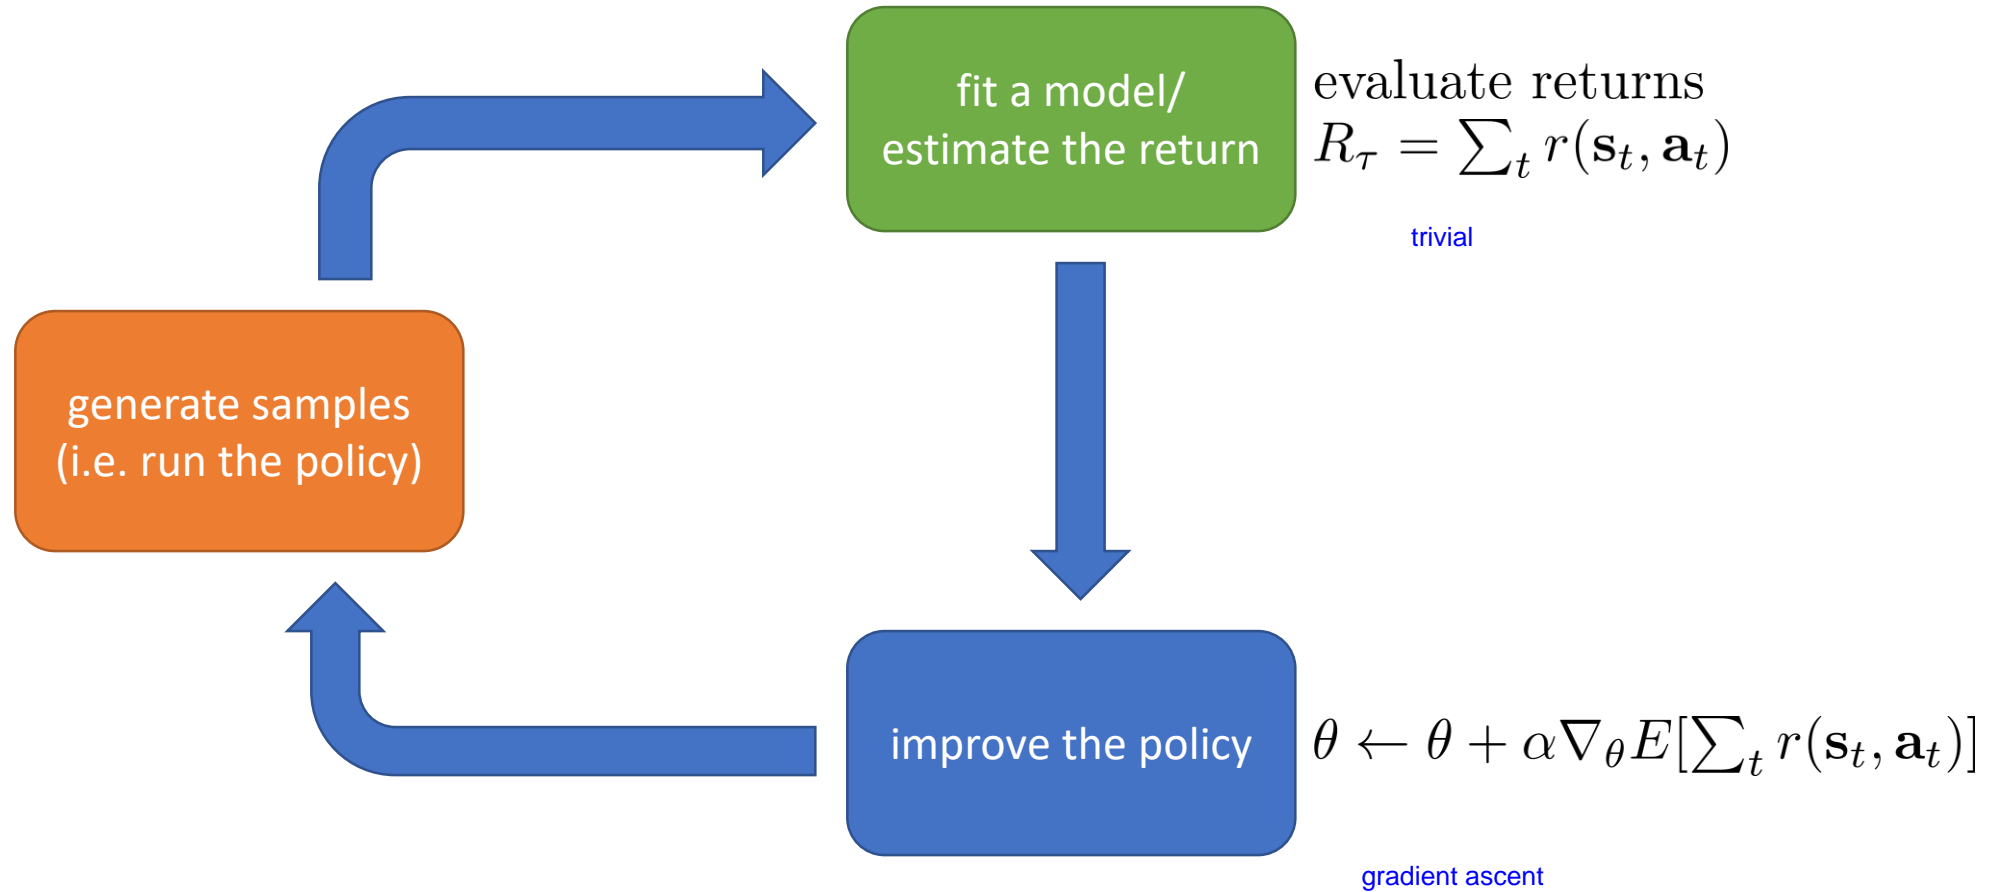 fit a model/
estimate the return
evaluate returns
R_τ = ∑_t r(s_t, a_t)
trivial
generate samples
(i.e. run the policy)
improve the policy
θ ← θ + α∇_θ E[∑_t r(s_t, a_t)]
gradient ascent